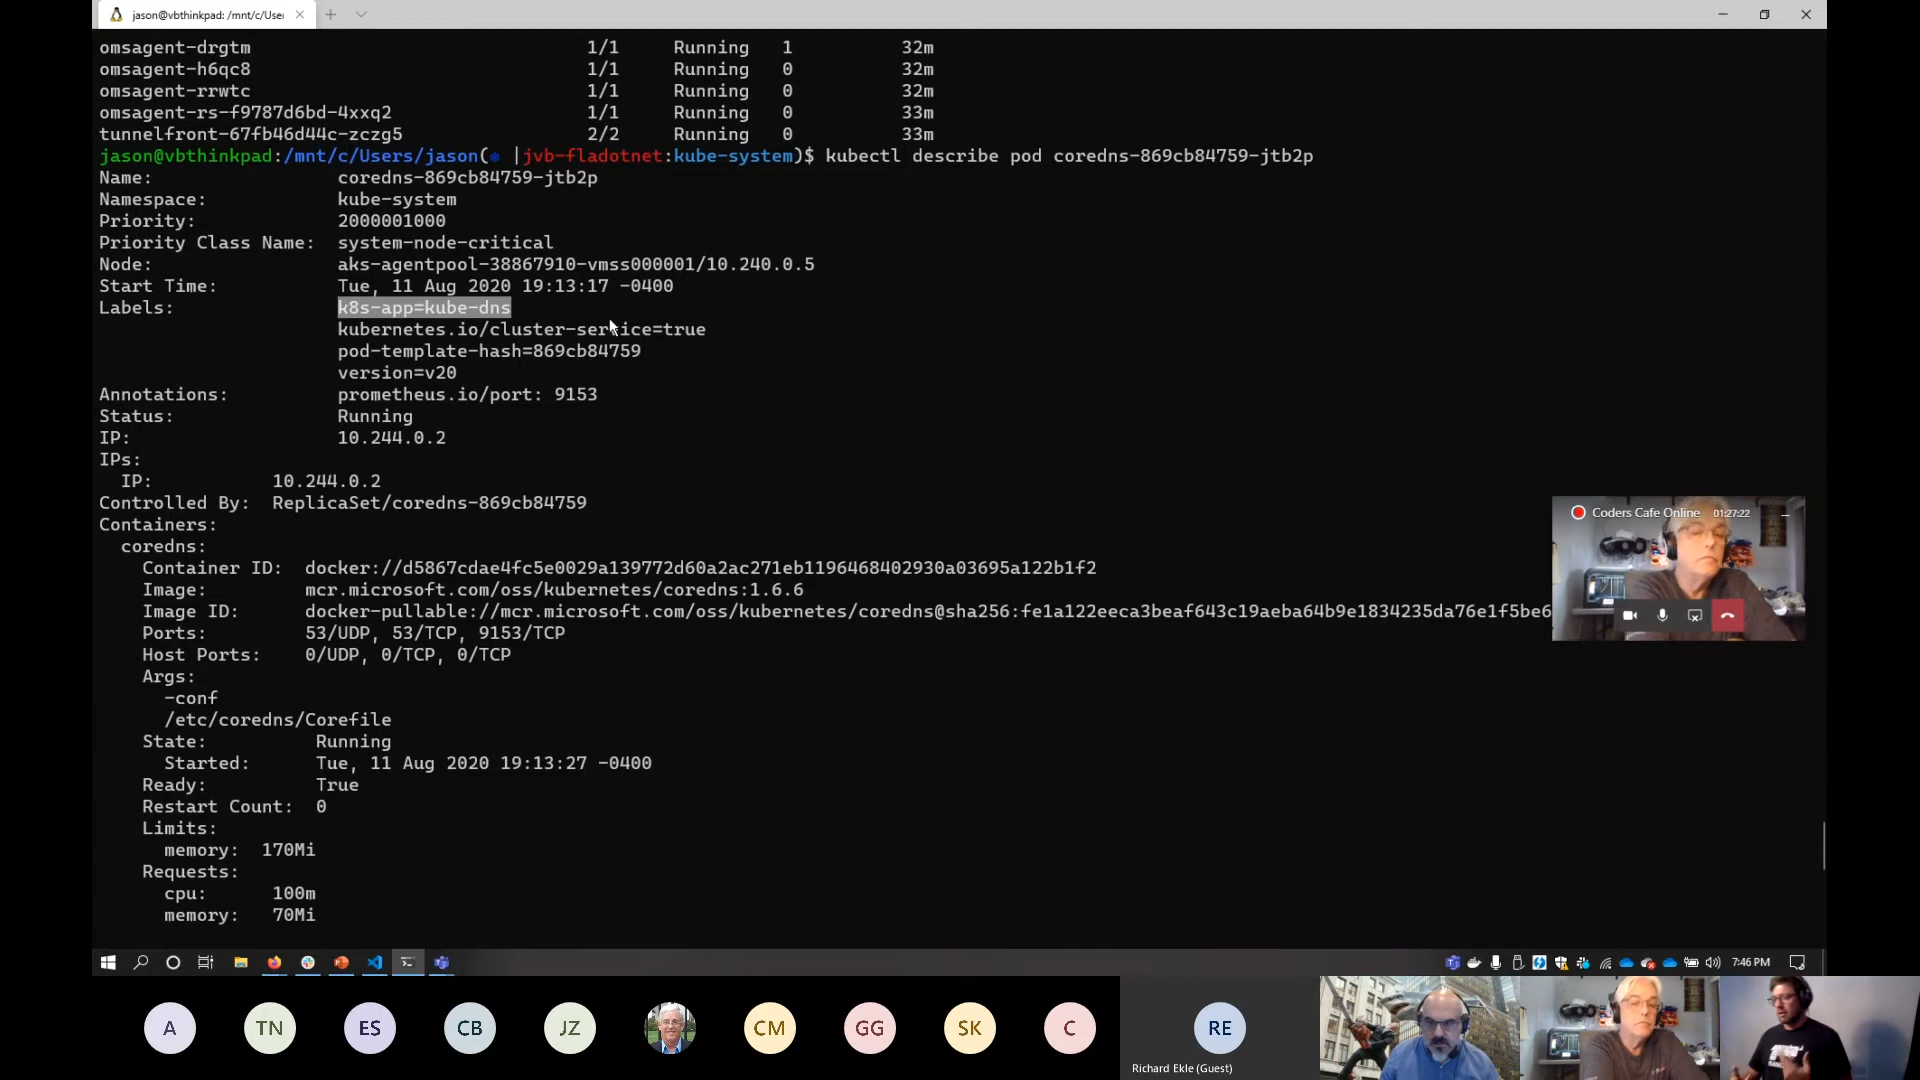 jason@vbthinkpad: /mnt/c/User
omsagent-drgtm 1/1 Running 1 32m
omsagent-h6qc8 1/1 Running 0 32m
omsagent-rrwtc 1/1 Running 0 32m
omsagent-rs-f9787d6bd-4xxq2 1/1 Running 0 33m
tunnelfront-67fb46d44c-zczg5 2/2 Running 0 33m
jason@vbthinkpad:/mnt/c/Users/jason(⎈ |jvb-fladotnet:kube-system)$ kubectl describe pod coredns-869cb84759-jtb2p
Name: coredns-869cb84759-jtb2p
Namespace: kube-system
Priority: 2000001000
Priority Class Name: system-node-critical
Node: aks-agentpool-38867910-vmss000001/10.240.0.5
Start Time: Tue, 11 Aug 2020 19:13:17 -0400
Labels: k8s-app=kube-dns
kubernetes.io/cluster-service=true
pod-template-hash=869cb84759
version=v20
Annotations: prometheus.io/port: 9153
Status: Running
IP: 10.244.0.2
IPs:
IP: 10.244.0.2
Controlled By: ReplicaSet/coredns-869cb84759
Containers:
coredns:
Container ID: docker://d5867cdae4fc5e0029a139772d60a2ac271eb1196468402930a03695a122b1f2
Image: mcr.microsoft.com/oss/kubernetes/coredns:1.6.6
Image ID: docker-pullable://mcr.microsoft.com/oss/kubernetes/coredns@sha256:fe1a122eeca3beaf643c19aeba64b9e1834235da76e1f5be6
Ports: 53/UDP, 53/TCP, 9153/TCP
Host Ports: 0/UDP, 0/TCP, 0/TCP
Args:
-conf
/etc/coredns/Corefile
State: Running
Started: Tue, 11 Aug 2020 19:13:27 -0400
Ready: True
Restart Count: 0
Limits:
memory: 170Mi
Requests:
cpu: 100m
memory: 70Mi
Coders Cafe Online 01:27:22
7:46 PM
A TN ES CB JZ CM GG SK C RE
Richard Ekle (Guest)